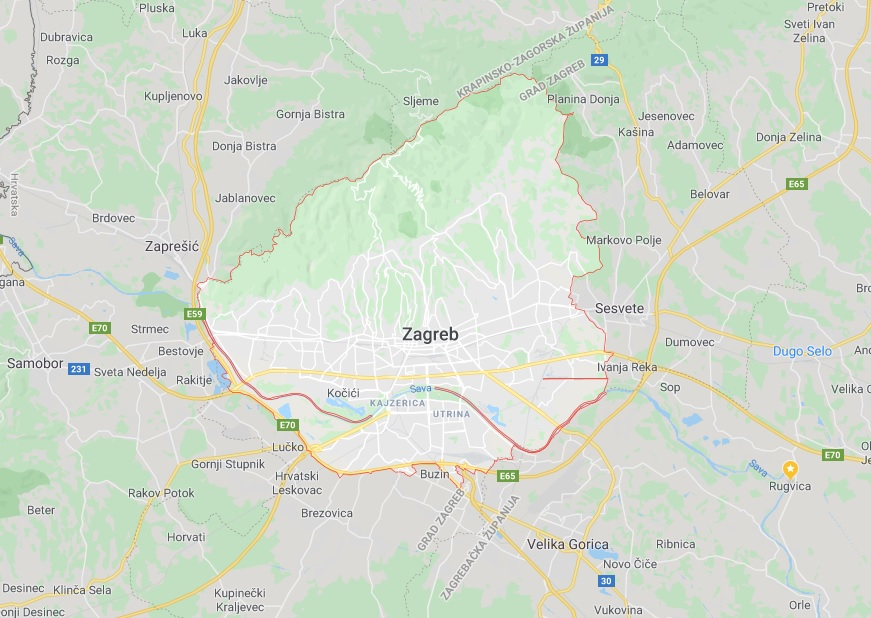 Pluska
Pretoki
Sveti Ivan
Zelina
Luka
Dubravica
Rozga
KRAPINSKO-ZAGORSKA ŽUPANIJA
GRAD ZAGREB
29
Jakovlje
Kupljenovo
Sljeme
Planina Donja
Gornja Bistra
Jesenovec
Kašina
Donja Zelina
Donja Bistra
Adamovec
Hrvatska
E65
Jablanovec
Belovar
Brdovec
Zaprešić
Markovo Polje
Sava
E59
Sesvete
E70
Strmec
Zagreb
Bestovje
Dumovec
Dugo Selo
Samobor
231
Sveta Nedelja
Rakitje
Ivanja Reka
Sop
Kočići
Sava
KAJZERICA
UTRINA
E70
Lučko
Gornji Stupnik
Hrvatski
Leskovac
Buzin
E65
E70
Sava
Rugvica
Rakov Potok
Beter
Brezovica
GRAD ZAGREB
ZAGREBAČKA ŽUPANIJA
Horvati
Velika Gorica
Ribnica
Novo Čiče
30
Desinec
Klinča Sela
Kupinečki
Kraljevec
Vukovina
Orle
onji Desinec